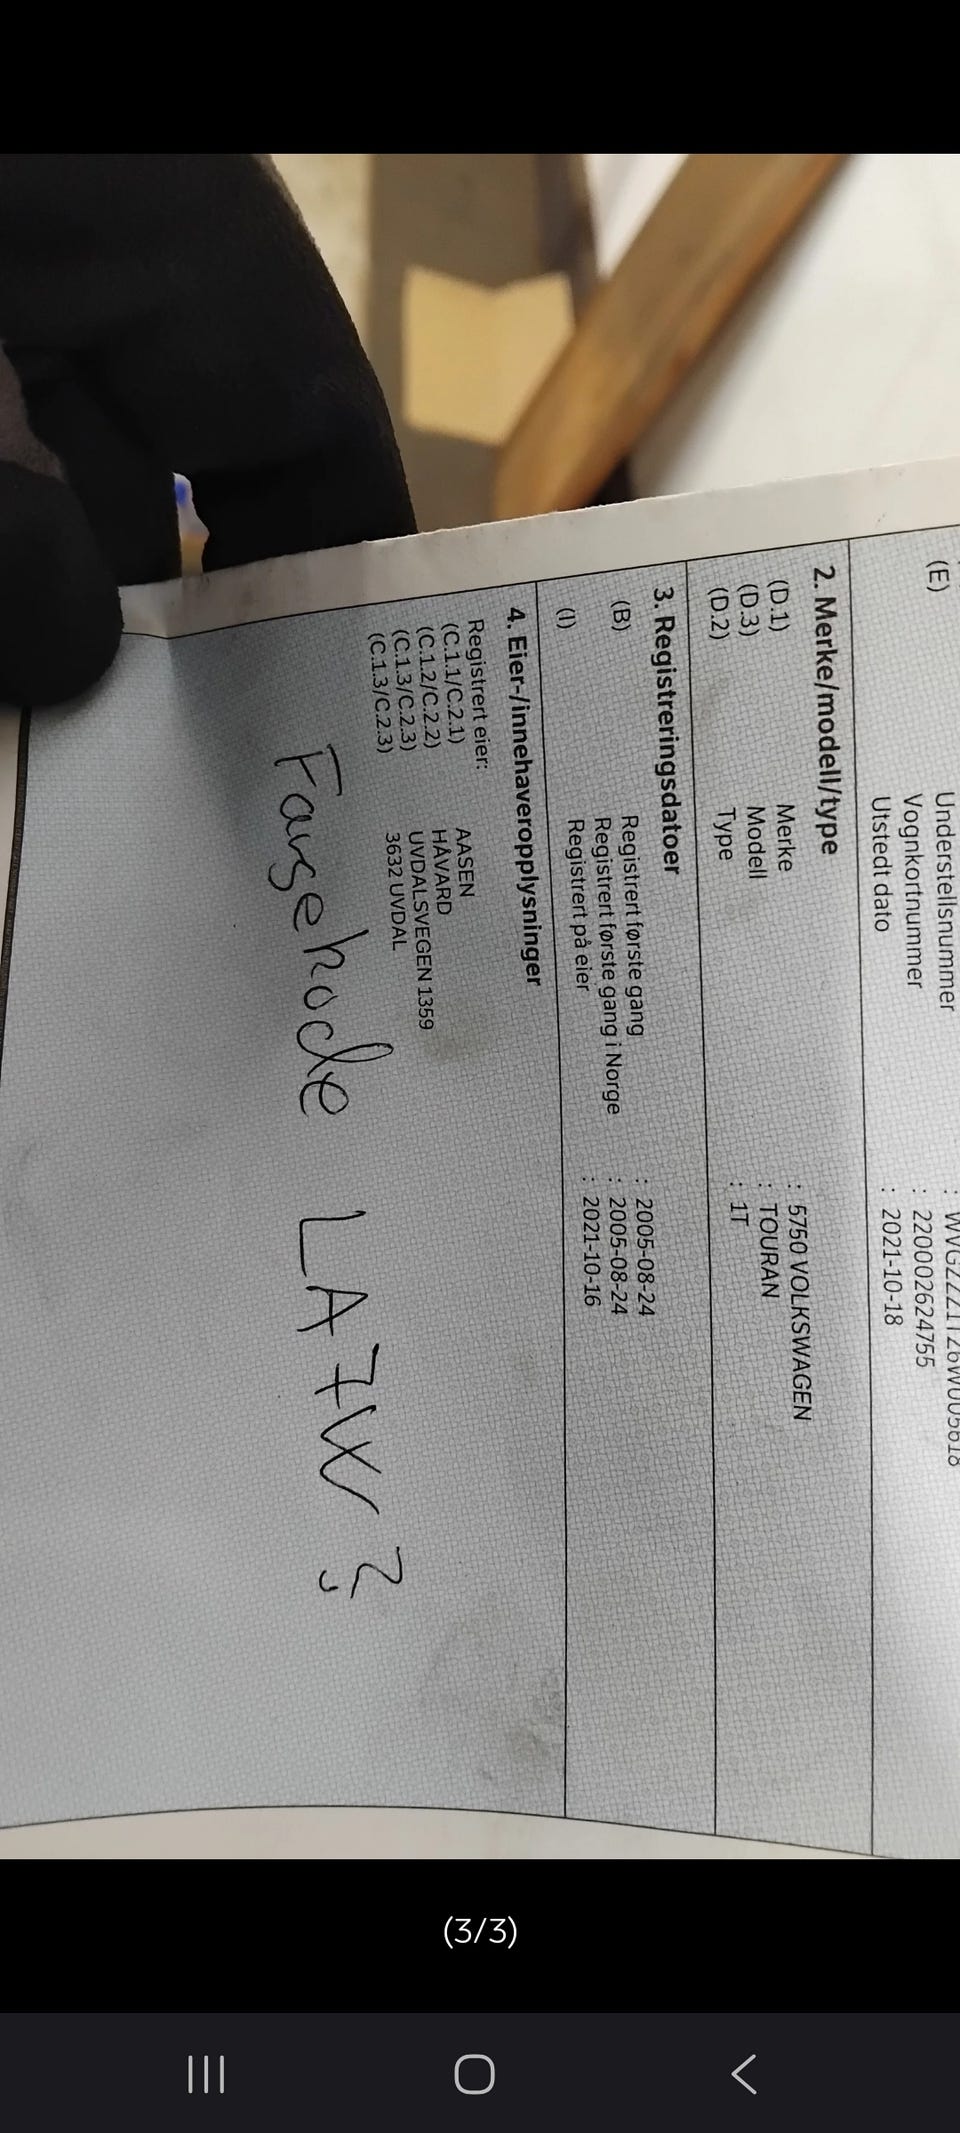 (E) Understellsnummer : WVGZZZ1TZ6W005618
Vognkortnummer : 220002624755
Utstedt dato : 2021-10-18
2. Merke/modell/type
(D.1) Merke : 5750 VOLKSWAGEN
(D.3) Modell : TOURAN
(D.2) Type : 1T
3. Registreringsdatoer
(B) Registrert første gang : 2005-08-24
Registrert første gang i Norge : 2005-08-24
(I) Registrert på eier : 2021-10-16
4. Eier-/innehaveropplysninger
Registrert eier:
(C.1.1/C.2.1) AASEN
(C.1.2/C.2.2) HÅVARD
(C.1.3/C.2.3) UVDALSVEGEN 1359
(C.1.3/C.2.3) 3632 UVDAL
Fargekode LA7W?
(3/3)